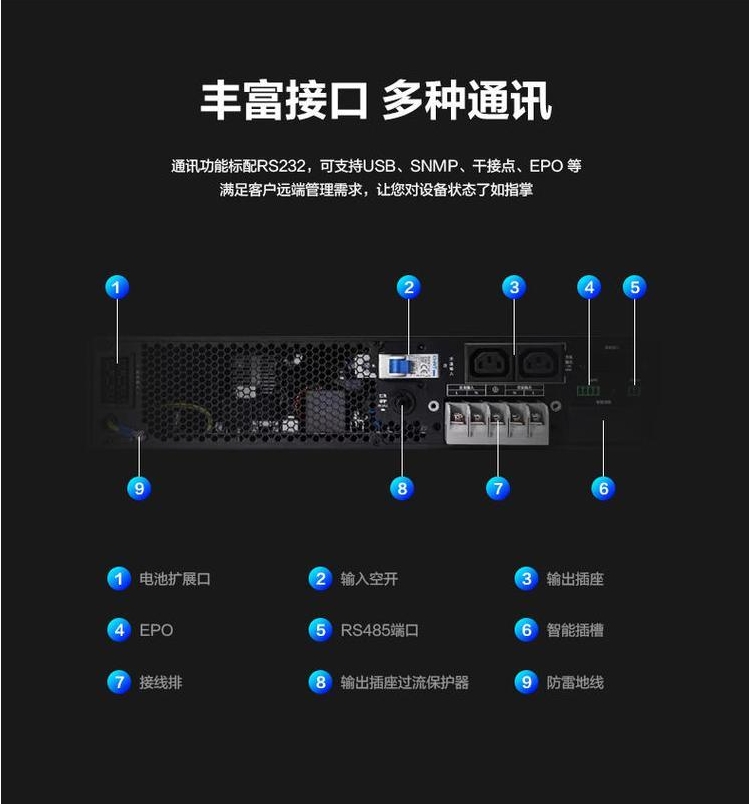 丰富接口 多种通讯
通讯功能标配RS232，可支持USB、SNMP、干接点、EPO 等
满足客户远端管理需求，让您对设备状态了如指掌
1 2 3 4 5
9 8 7 6
1 电池扩展口 2 输入空开 3 输出插座
4 EPO 5 RS485端口 6 智能插槽
7 接线排 8 输出插座过流保护器 9 防雷地线